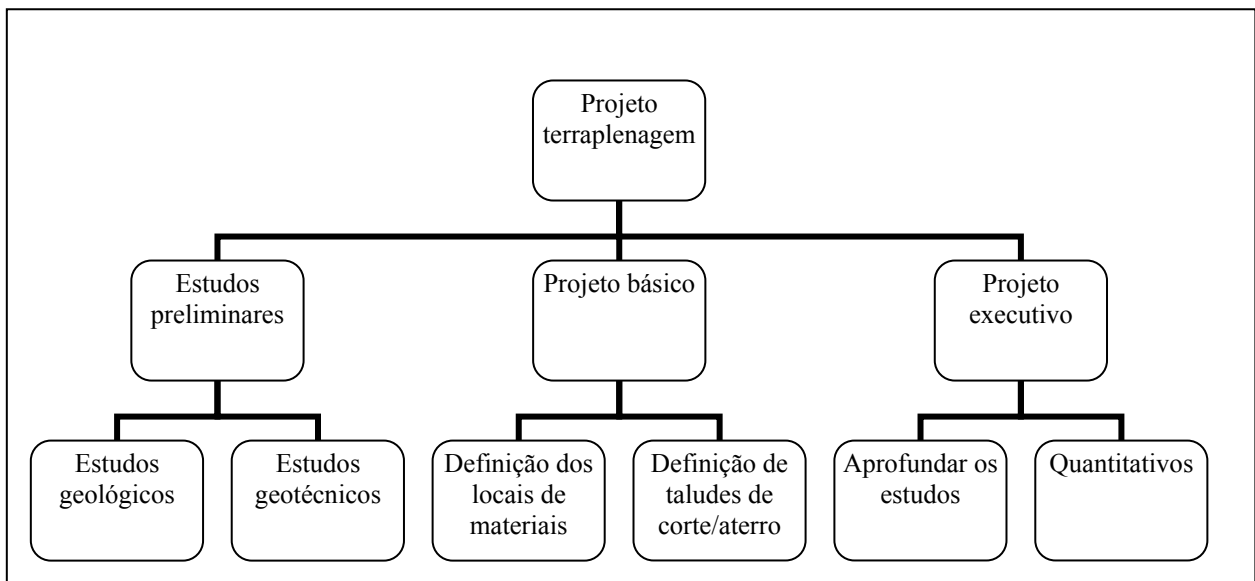 Projeto
terraplenagem
Estudos
preliminares
Projeto básico
Projeto
executivo
Estudos
geológicos
Estudos
geotécnicos
Definição dos
locais de
materiais
Definição de
taludes de
corte/aterro
Aprofundar os
estudos
Quantitativos